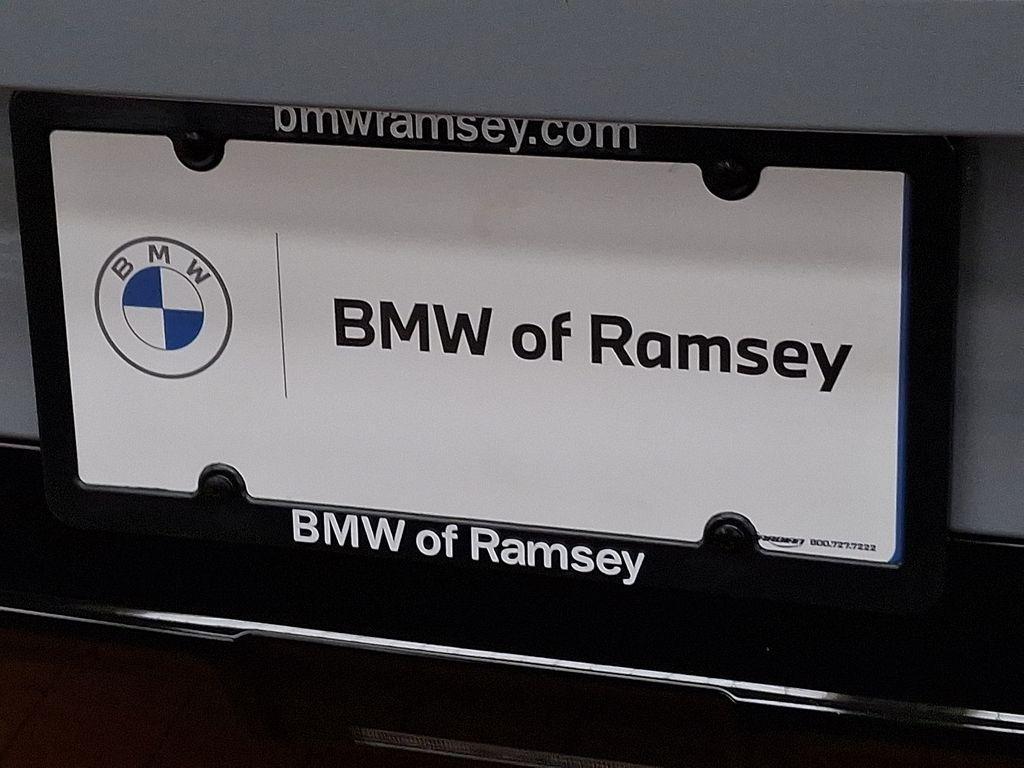 bmwramsey.com
BMW
BMW of Ramsey
BMW of Ramsey
800.727.7222